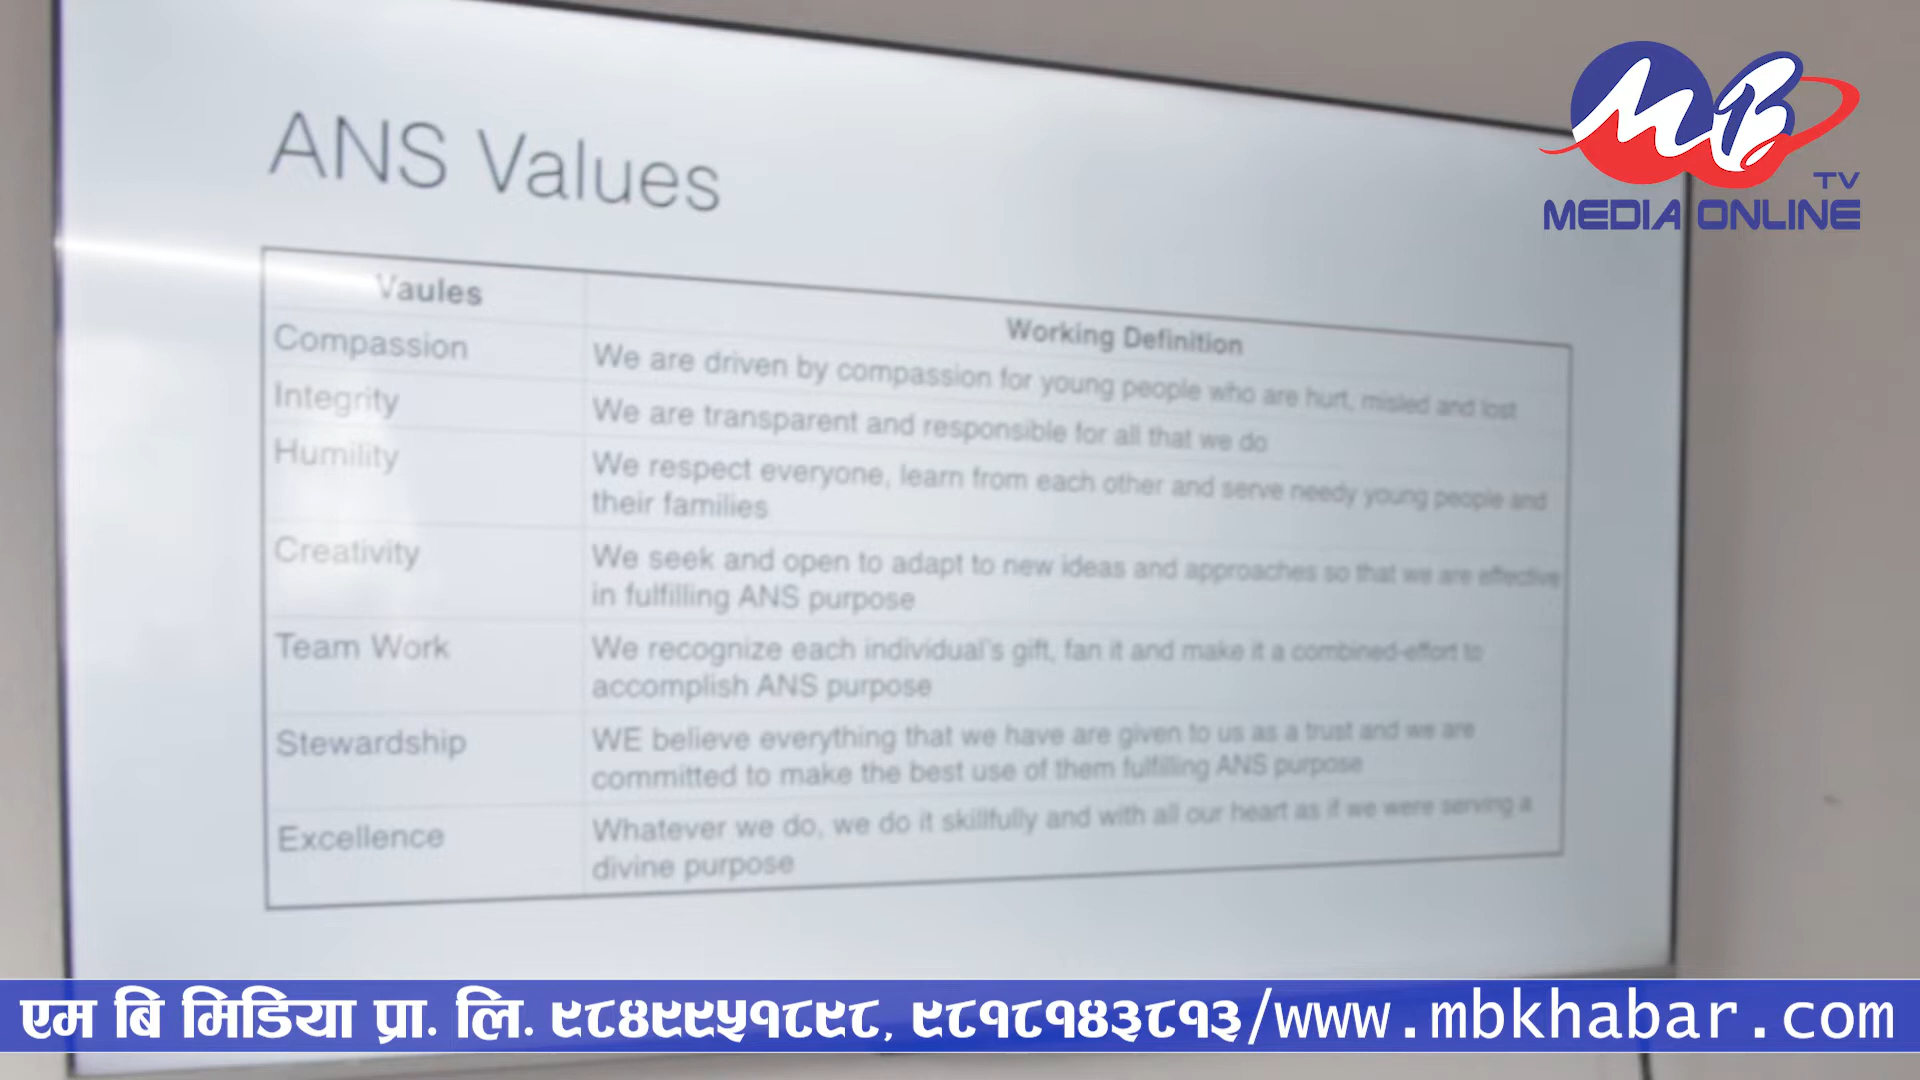 MB
TV
MEDIA ONLINE
ANS Values
Vaules
Working Definition
Compassion
We are driven by compassion for young people who are hurt, misled and lost
Integrity
We are transparent and responsible for all that we do
Humility
We respect everyone, learn from each other and serve needy young people and
their families
Creativity
We seek and open to adapt to new ideas and approaches so that we are effective
in fulfilling ANS purpose
Team Work
We recognize each individual's gift, fan it and make it a combined-effort to
accomplish ANS purpose
Stewardship
WE believe everything that we have are given to us as a trust and we are
committed to make the best use of them fulfilling ANS purpose
Excellence
Whatever we do, we do it skillfully and with all our heart as if we were serving a
divine purpose
एम बि मिडिया प्रा. लि. ९८४९९५१८९८, ९८१८१४३८१३/www.mbkhabar.com